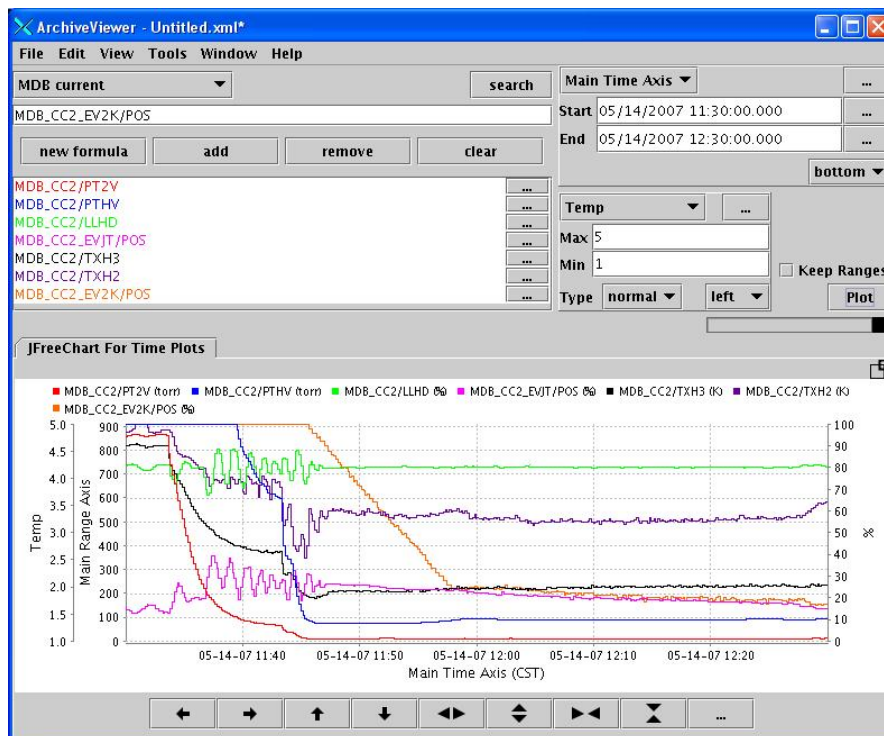 ArchiveViewer - Untitled.xml*
File Edit View Tools Window Help
MDB current
search
MDB_CC2_EV2K/POS
new formula add remove clear
MDB_CC2/PT2V ...
MDB_CC2/PTHV ...
MDB_CC2/LLHD ...
MDB_CC2_EVJT/POS ...
MDB_CC2/TXH3 ...
MDB_CC2/TXH2 ...
MDB_CC2_EV2K/POS ...
Main Time Axis ...
Start 05/14/2007 11:30:00.000 ...
End 05/14/2007 12:30:00.000 ...
bottom
Temp ...
Max 5
Min 1
Keep Ranges
Type normal left Plot
JFreeChart For Time Plots
MDB_CC2/PT2V (torr) MDB_CC2/PTHV (torr) MDB_CC2/LLHD (%) MDB_CC2_EVJT/POS (%) MDB_CC2/TXH3 (K) MDB_CC2/TXH2 (K)
MDB_CC2_EV2K/POS (%)
Temp
5.0
4.5
4.0
3.5
3.0
2.5
2.0
1.5
1.0
Main Range Axis
900
800
700
600
500
400
300
200
100
0
100
90
80
70
60
50
40
30
20
10
0
%
05-14-07 11:40 05-14-07 11:50 05-14-07 12:00 05-14-07 12:10 05-14-07 12:20
Main Time Axis (CST)
...